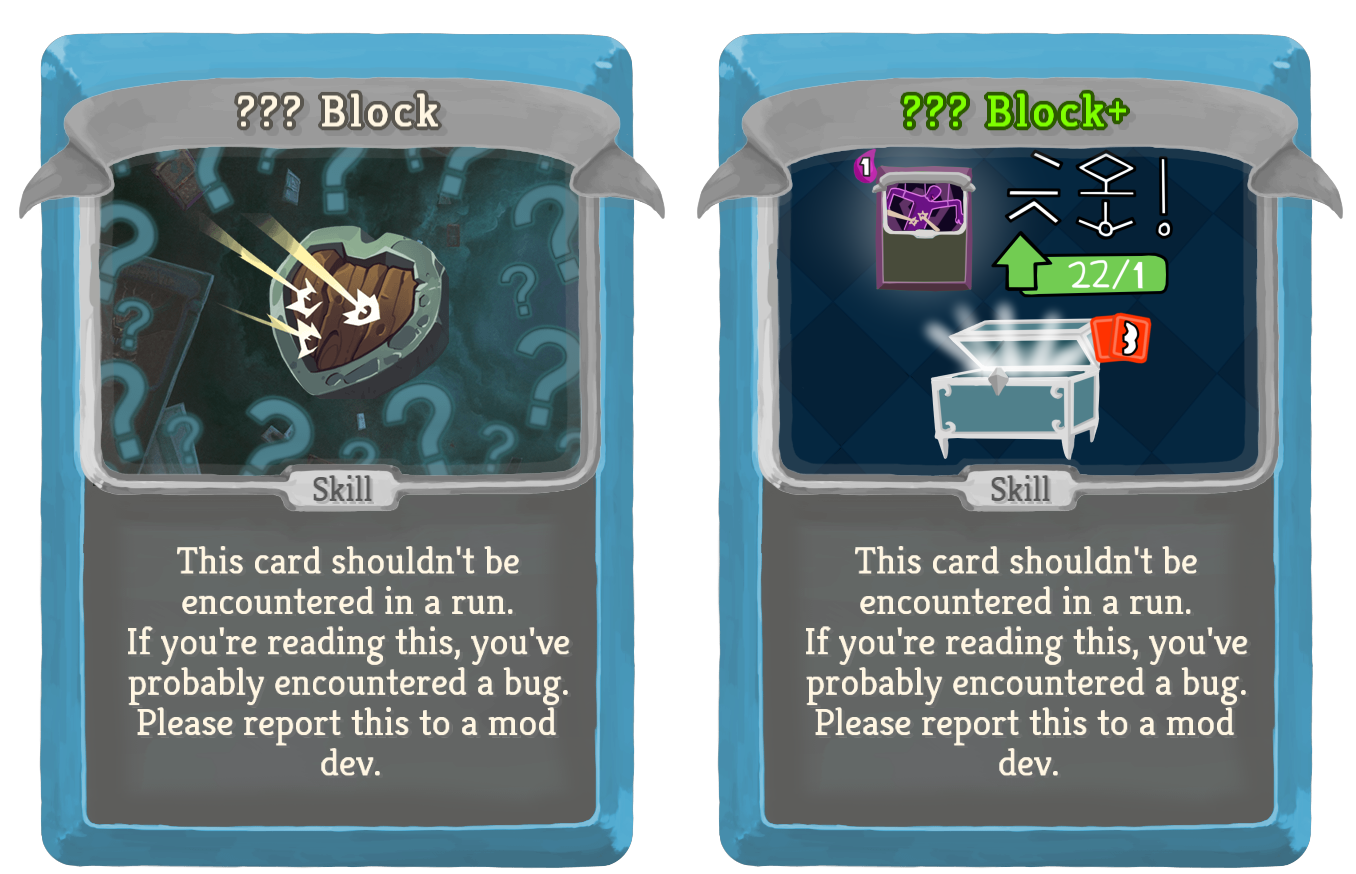 ??? Block
Skill
This card shouldn't be
encountered in a run.
If you're reading this, you've
probably encountered a bug.
Please report this to a mod
dev.
??? Block+
1
22/1
Skill
This card shouldn't be
encountered in a run.
If you're reading this, you've
probably encountered a bug.
Please report this to a mod
dev.